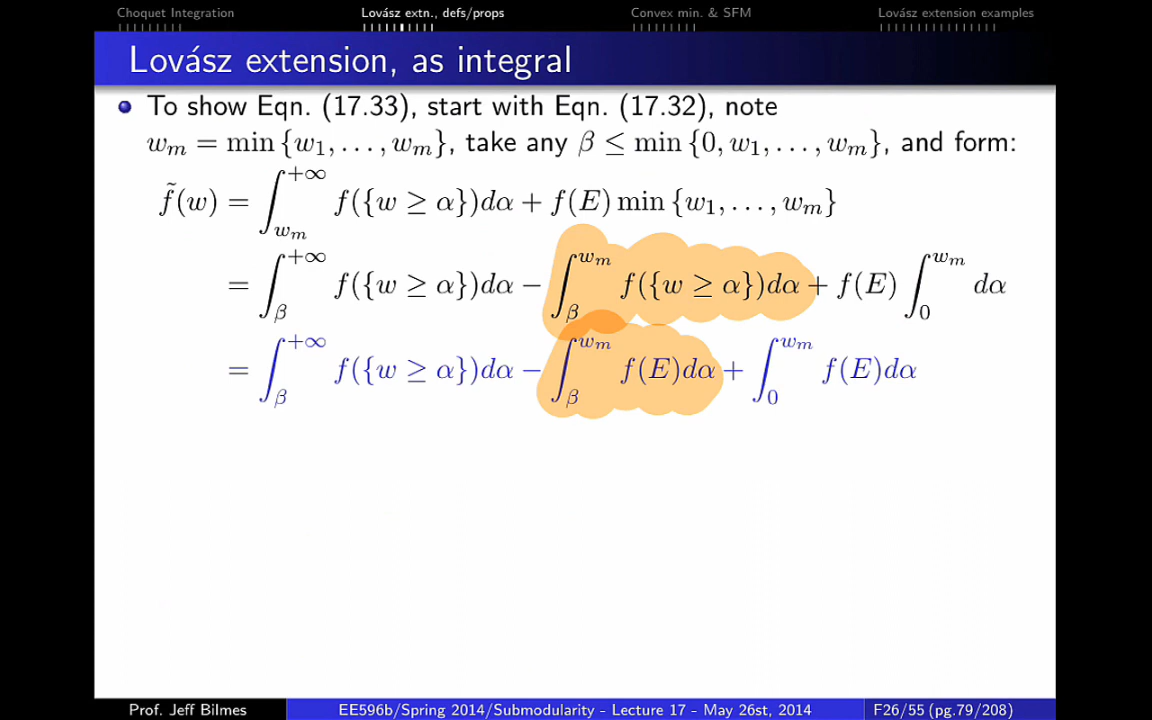 Choquet Integration Lovász extn., defs/props Convex min. & SFM Lovász extension examples
Lovász extension, as integral
To show Eqn. (17.33), start with Eqn. (17.32), note
w_m = min {w_1, . . . , w_m}, take any β ≤ min {0, w_1, . . . , w_m}, and form:
f̃(w) = ∫_{w_m}^{+∞} f({w ≥ α})dα + f(E) min {w_1, . . . , w_m}
= ∫_β^{+∞} f({w ≥ α})dα − ∫_β^{w_m} f({w ≥ α})dα + f(E) ∫_0^{w_m} dα
= ∫_β^{+∞} f({w ≥ α})dα − ∫_β^{w_m} f(E)dα + ∫_0^{w_m} f(E)dα
Prof. Jeff Bilmes EE596b/Spring 2014/Submodularity - Lecture 17 - May 26st, 2014 F26/55 (pg.79/208)